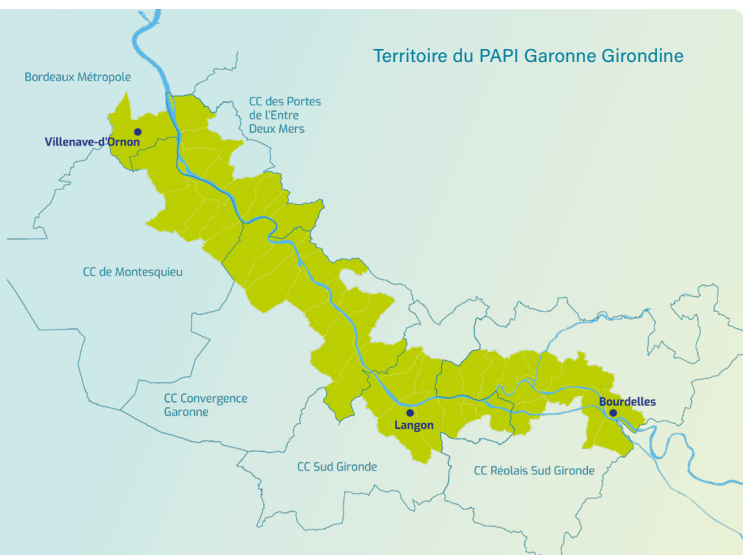 Territoire du PAPI Garonne Girondine
Bordeaux Métropole
CC des Portes
de l'Entre
Deux Mers
Villenave-d'Ornon
CC de Montesquieu
CC Convergence
Garonne
Bourdelles
Langon
CC Sud Gironde
CC Réolais Sud Gironde